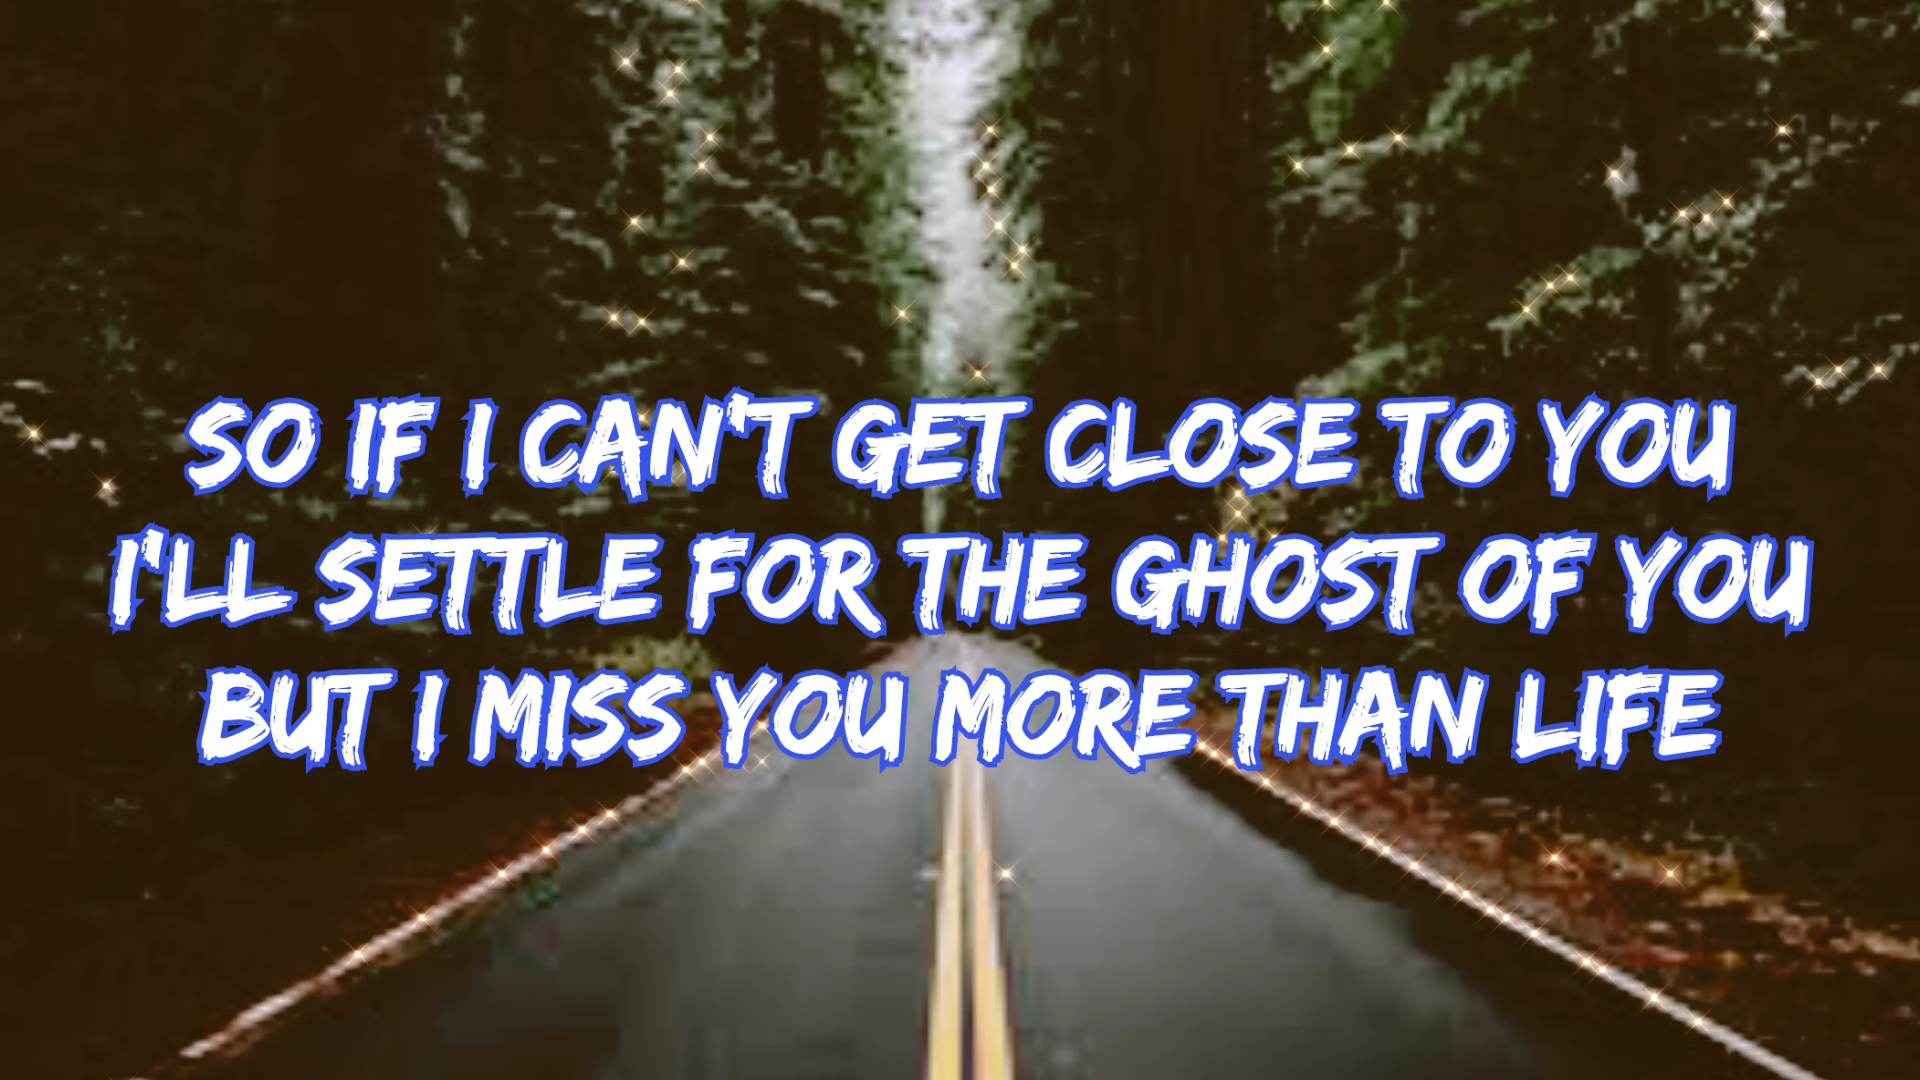 SO IF I CAN'T GET CLOSE TO YOU
I'LL SETTLE FOR THE GHOST OF YOU
BUT I MISS YOU MORE THAN LIFE